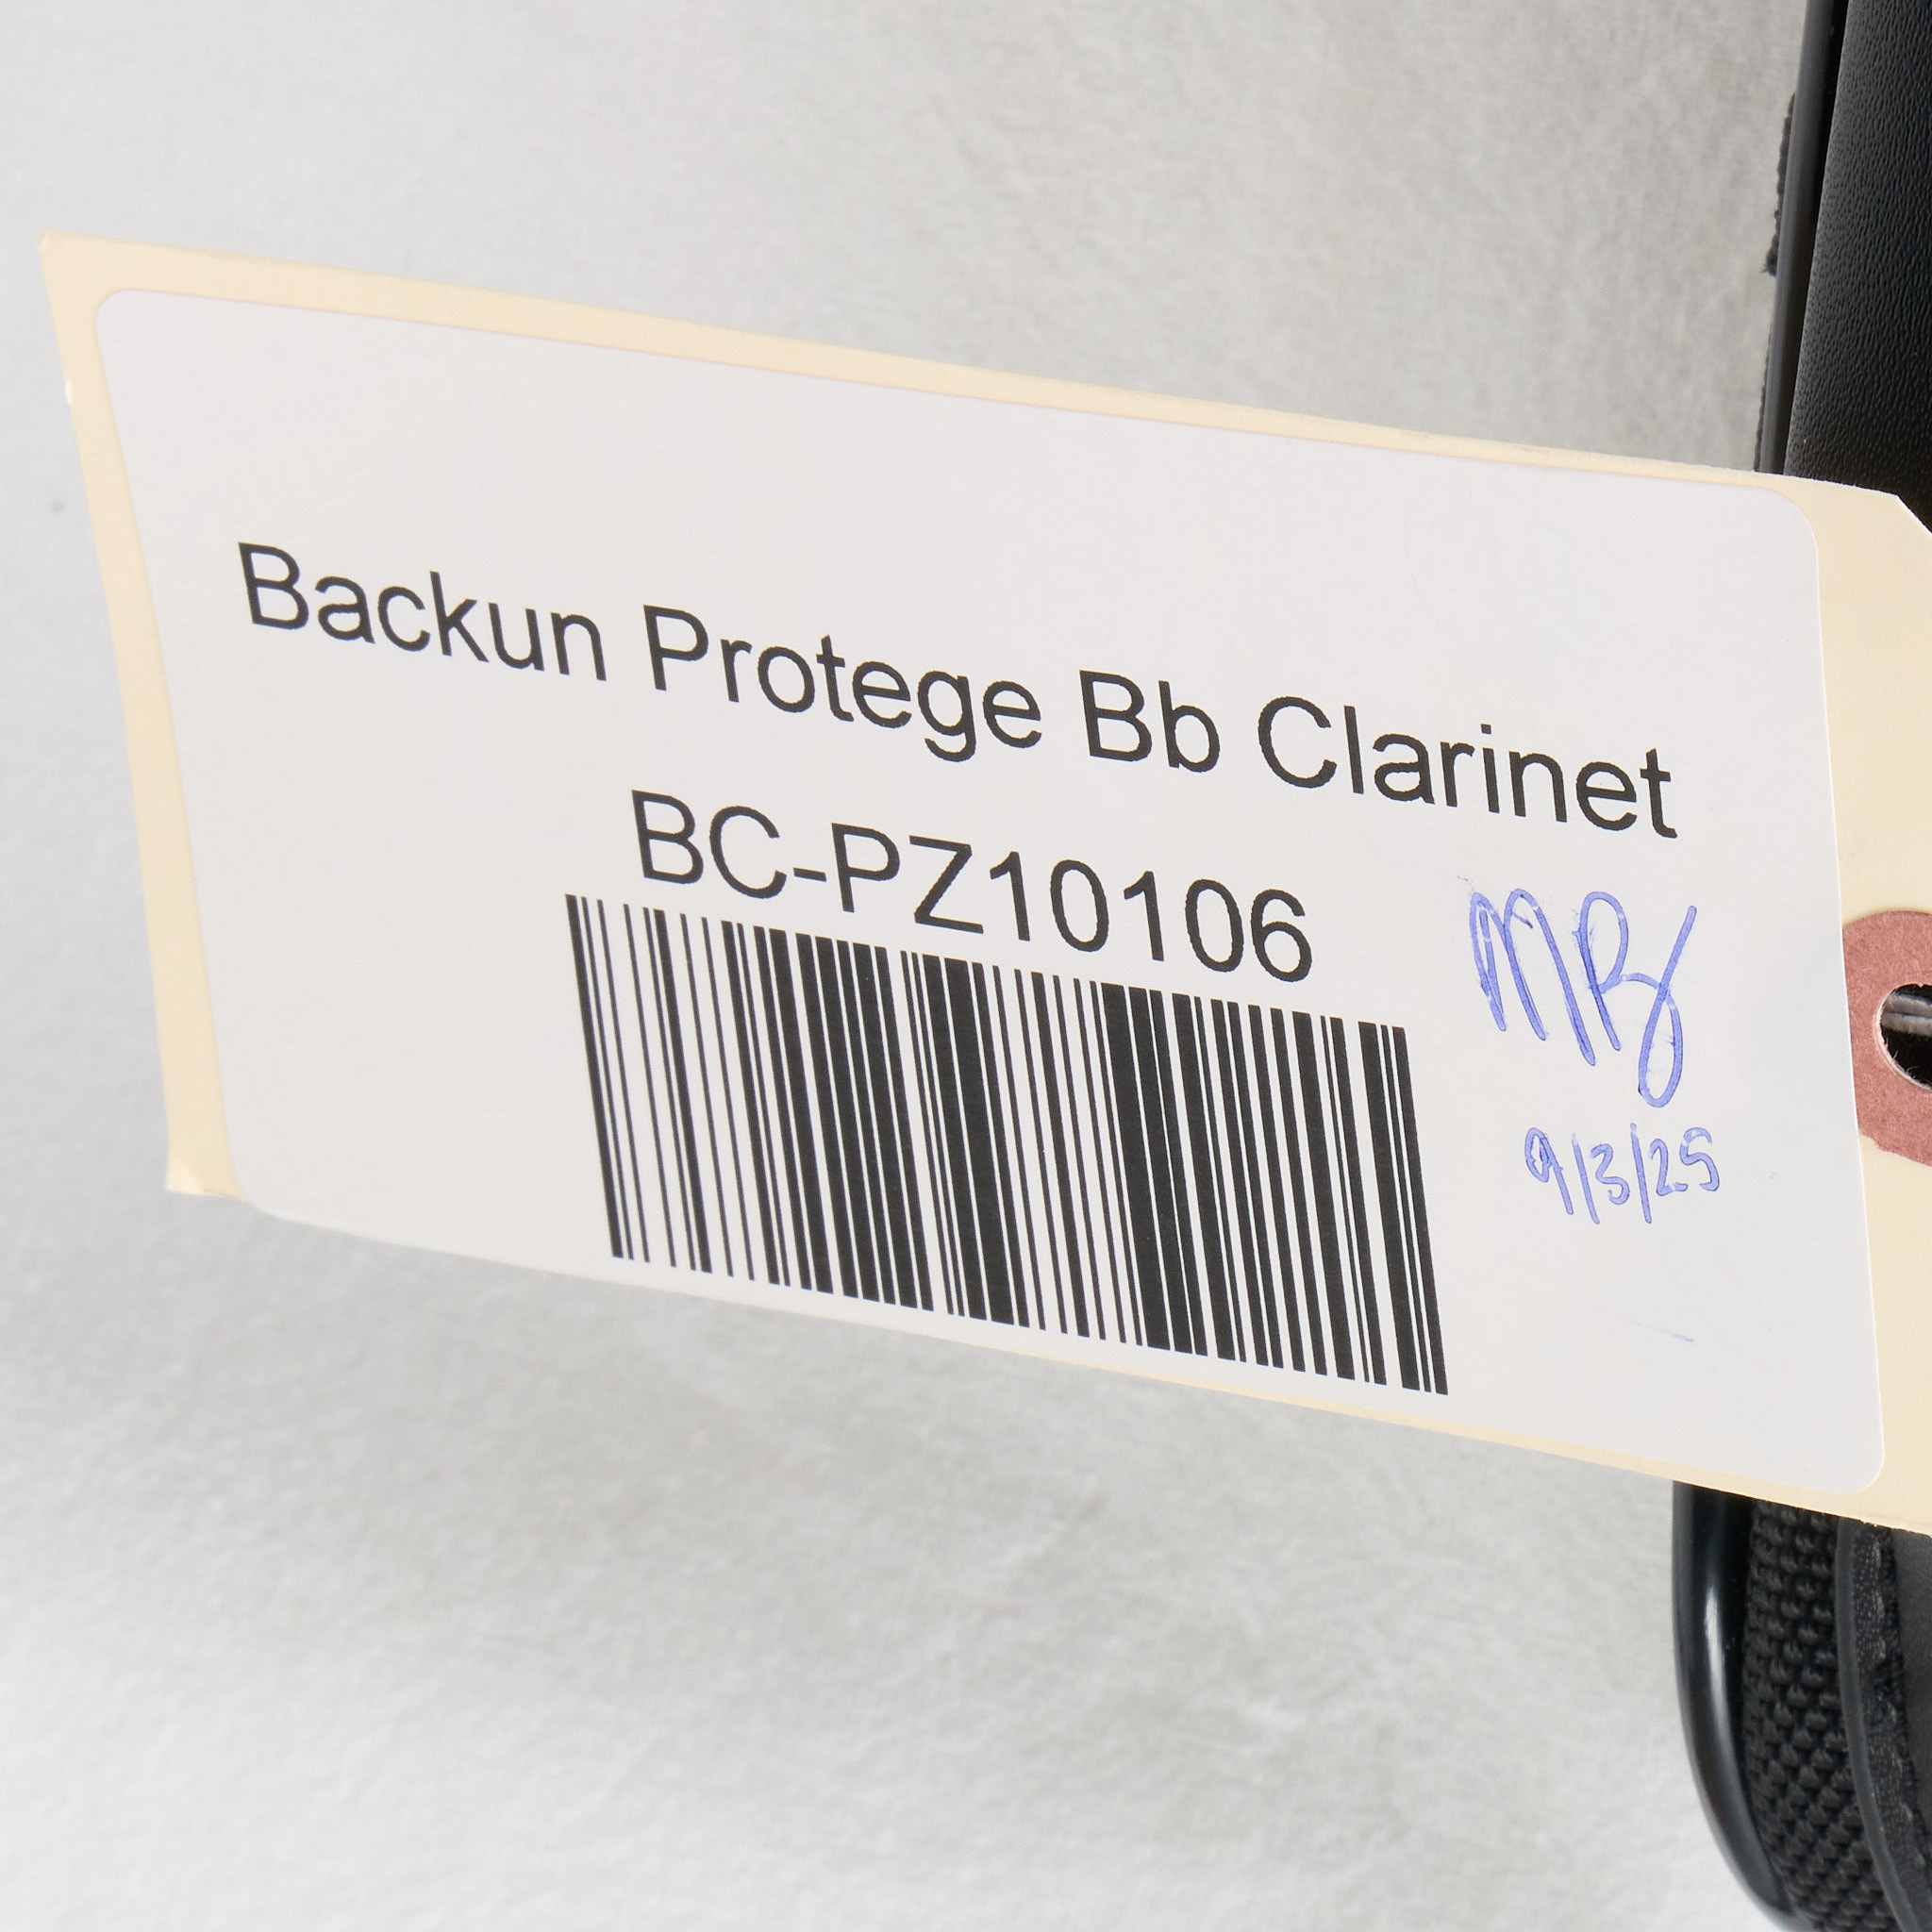 Backun Protege Bb Clarinet
BC-PZ10106
9/3/25